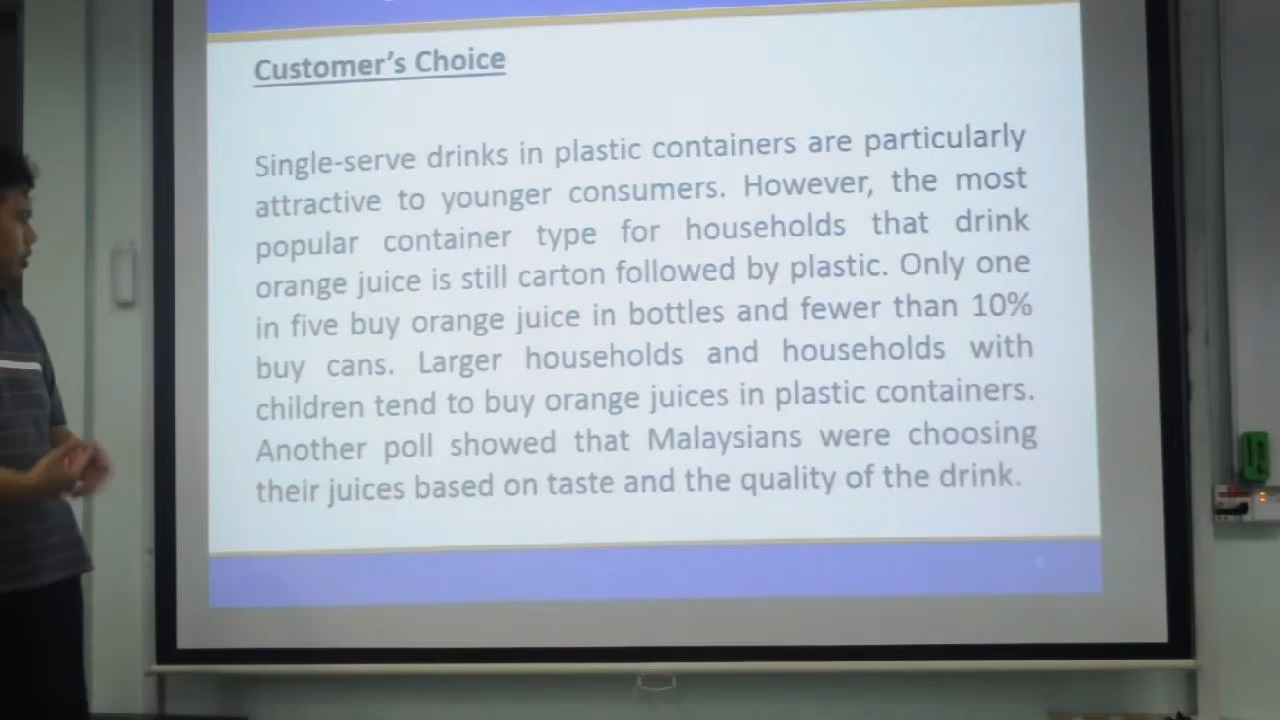 Customer's Choice
Single-serve drinks in plastic containers are particularly
attractive to younger consumers. However, the most
popular container type for households that drink
orange juice is still carton followed by plastic. Only one
in five buy orange juice in bottles and fewer than 10%
buy cans. Larger households and households with
children tend to buy orange juices in plastic containers.
Another poll showed that Malaysians were choosing
their juices based on taste and the quality of the drink.